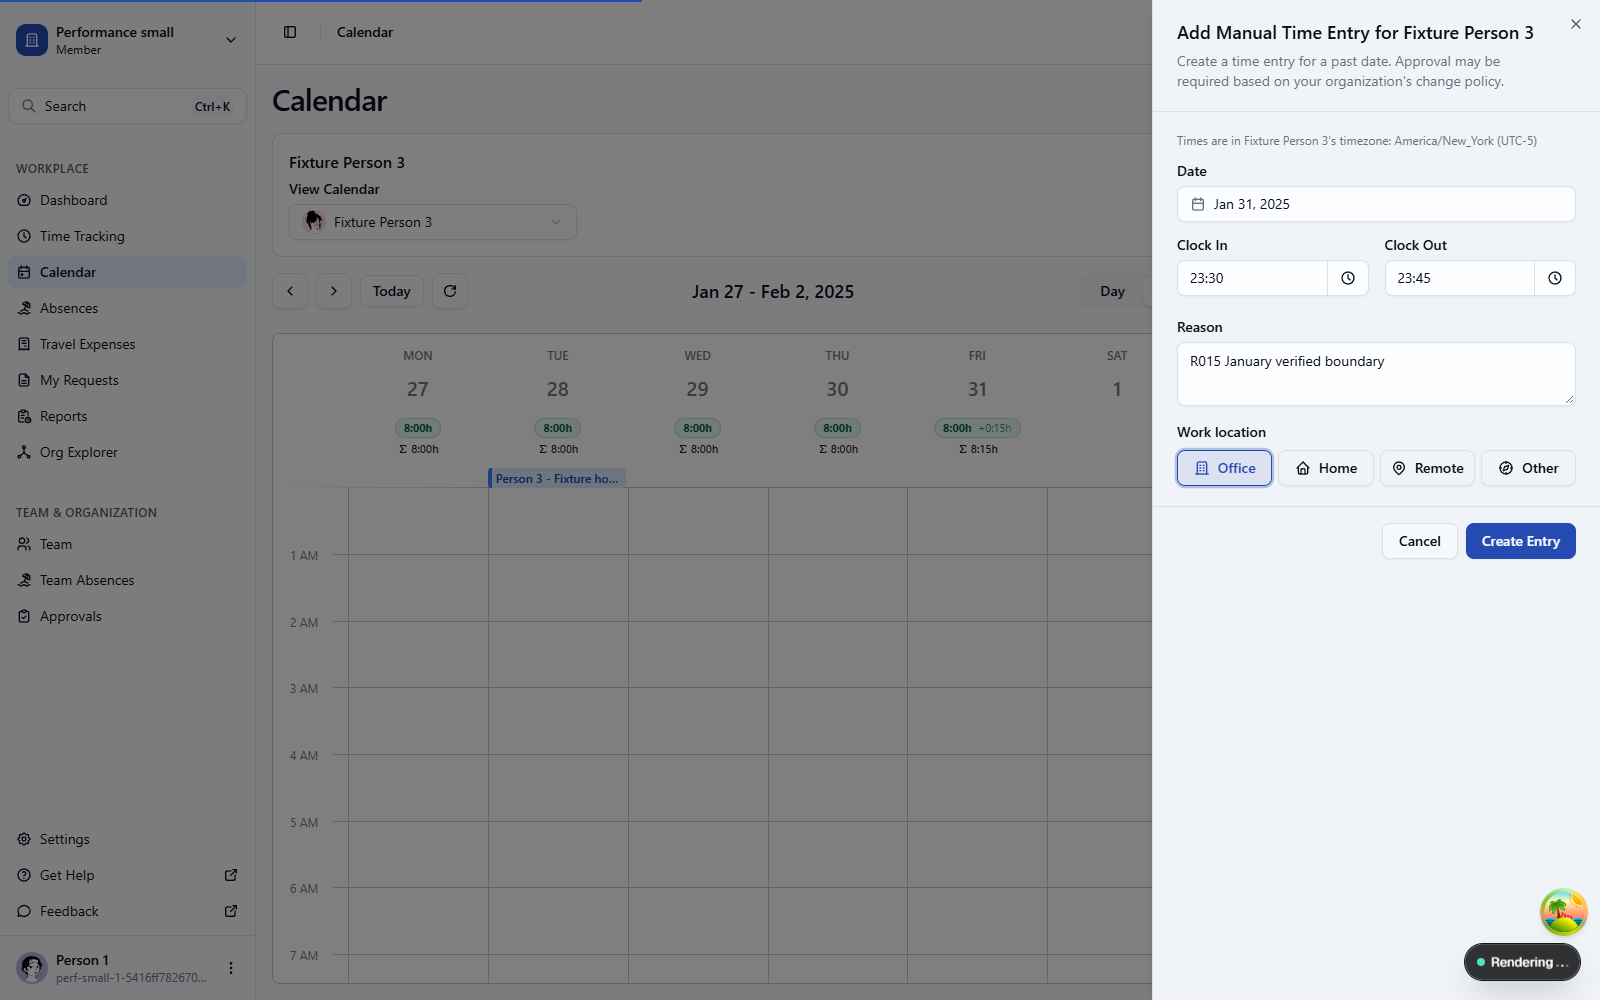 Performance small
Member
Search
Ctrl+K
WORKPLACE
Dashboard
Time Tracking
Calendar
Absences
Travel Expenses
My Requests
Reports
Org Explorer
TEAM & ORGANIZATION
Team
Team Absences
Approvals
Settings
Get Help
Feedback
Person 1
perf-small-1-5416ff782670...
Calendar
Calendar
Fixture Person 3
View Calendar
Fixture Person 3
Today
Jan 27 - Feb 2, 2025
Day
MON TUE WED THU FRI SAT
27 28 29 30 31 1
8:00h 8:00h 8:00h 8:00h 8:00h +0:15h
Σ 8:00h Σ 8:00h Σ 8:00h Σ 8:00h Σ 8:15h
Person 3 - Fixture ho...
1 AM
2 AM
3 AM
4 AM
5 AM
6 AM
7 AM
Add Manual Time Entry for Fixture Person 3
Create a time entry for a past date. Approval may be
required based on your organization's change policy.
Times are in Fixture Person 3's timezone: America/New_York (UTC-5)
Date
Jan 31, 2025
Clock In Clock Out
23:30 23:45
Reason
R015 January verified boundary
Work location
Office Home Remote Other
Cancel Create Entry
Rendering ...